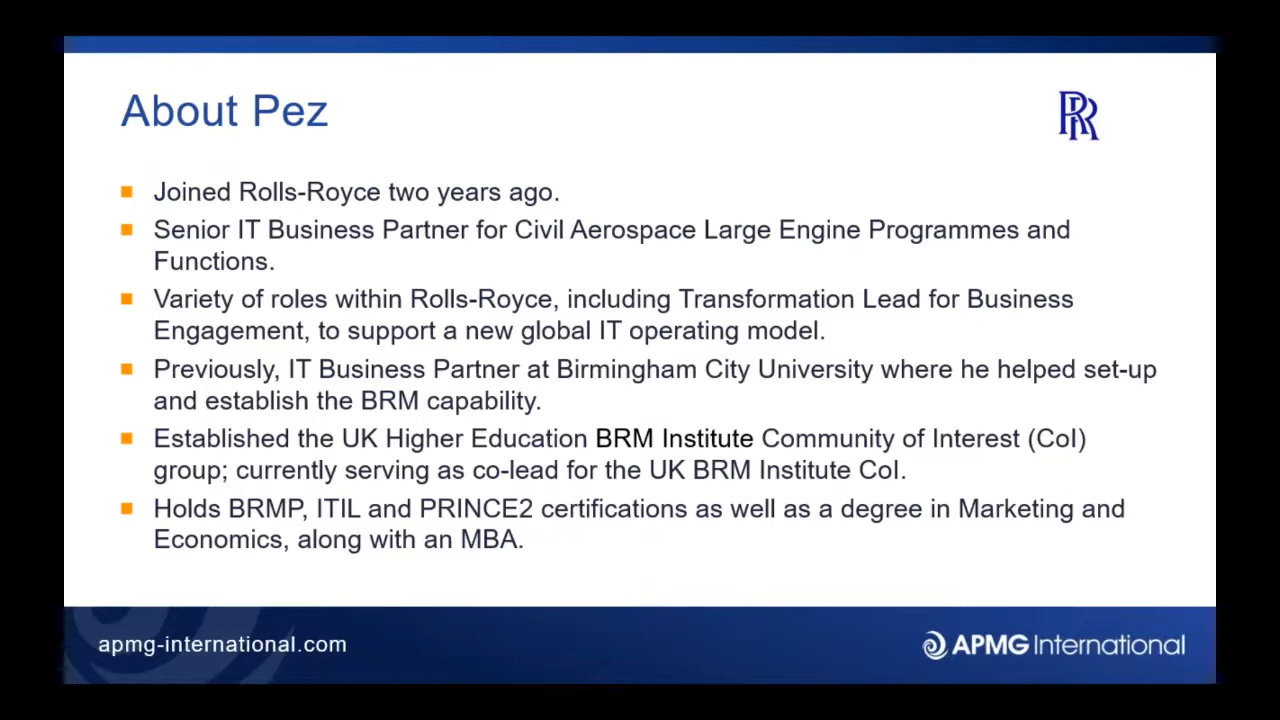 About Pez
RR
Joined Rolls-Royce two years ago.
Senior IT Business Partner for Civil Aerospace Large Engine Programmes and
Functions.
Variety of roles within Rolls-Royce, including Transformation Lead for Business
Engagement, to support a new global IT operating model.
Previously, IT Business Partner at Birmingham City University where he helped set-up
and establish the BRM capability.
Established the UK Higher Education BRM Institute Community of Interest (CoI)
group; currently serving as co-lead for the UK BRM Institute CoI.
Holds BRMP, ITIL and PRINCE2 certifications as well as a degree in Marketing and
Economics, along with an MBA.
apmg-international.com
APMG International